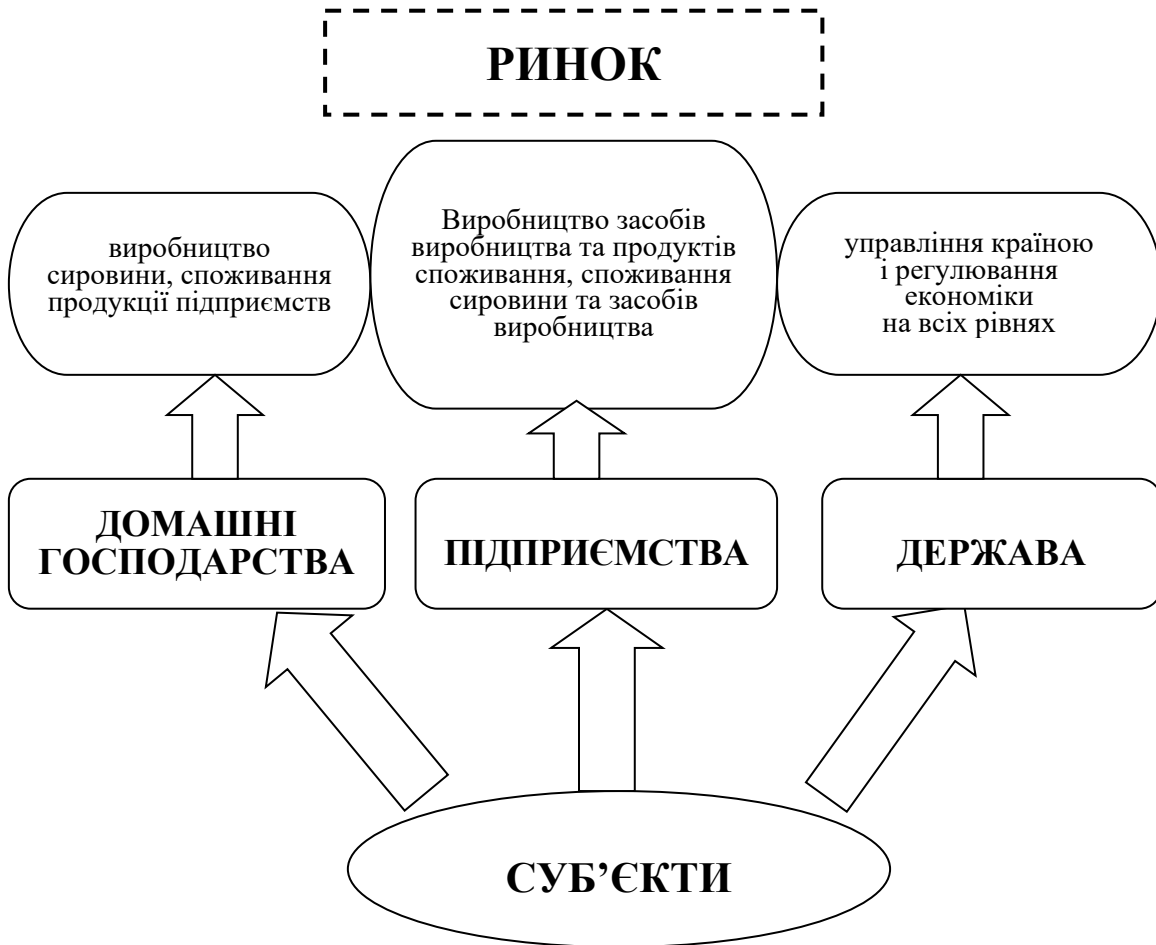 РИНОК
виробництво
сировини, споживання
продукції підприємств
Виробництво засобів
виробництва та продуктів
споживання, споживання
сировини та засобів
виробництва
управління країною
і регулювання
економіки
на всіх рівнях
ДОМАШНІ
ГОСПОДАРСТВА
ПІДПРИЄМСТВА
ДЕРЖАВА
СУБ’ЄКТИ